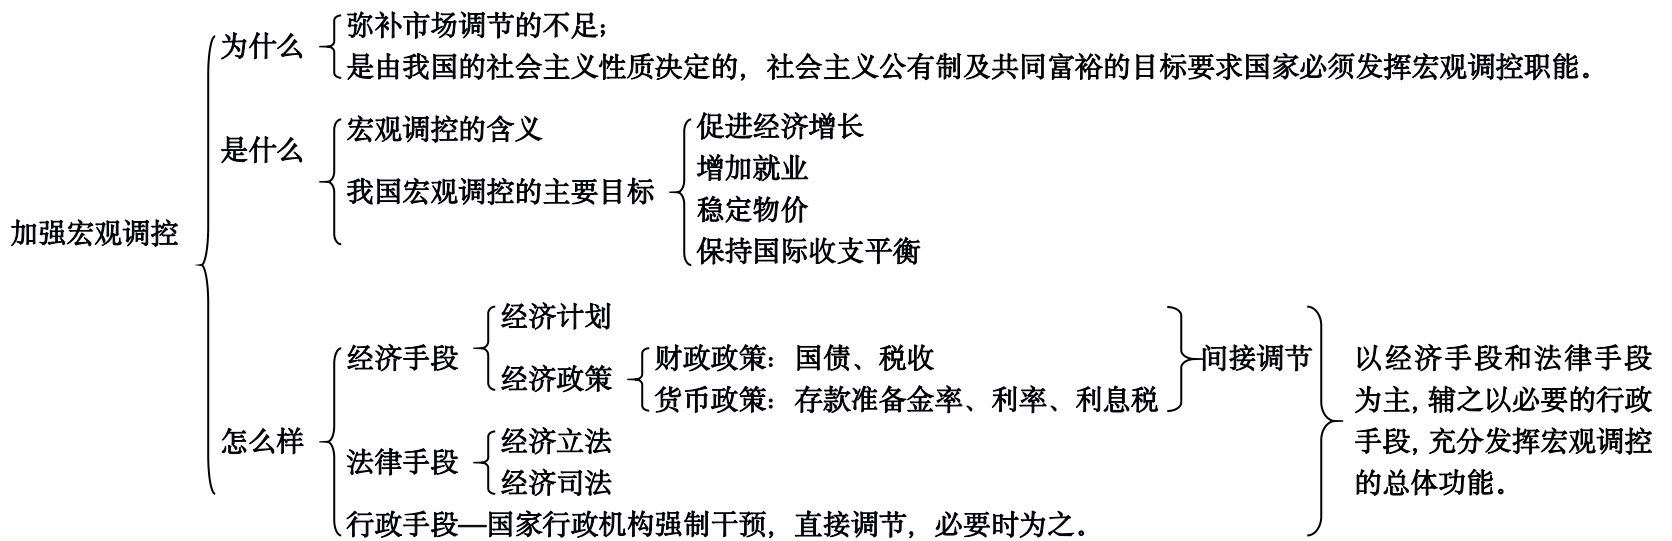 加强宏观调控
为什么
弥补市场调节的不足；
是由我国的社会主义性质决定的，社会主义公有制及共同富裕的目标要求国家必须发挥宏观调控职能。
是什么
宏观调控的含义
我国宏观调控的主要目标
促进经济增长
增加就业
稳定物价
保持国际收支平衡
怎么样
经济手段
经济计划
经济政策
财政政策：国债、税收
货币政策：存款准备金率、利率、利息税
间接调节
法律手段
经济立法
经济司法
行政手段—国家行政机构强制干预，直接调节，必要时为之。
以经济手段和法律手段
为主，辅之以必要的行政
手段，充分发挥宏观调控
的总体功能。